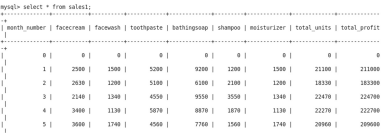 mysql> select * from sales1;
+--------------+-----------+----------+------------+-------------+---------+-------------+-------------+--------------+
| month_number | facecream | facewash | toothpaste | bathingsoap | shampoo | moisturizer | total_units | total_profit |
+--------------+-----------+----------+------------+-------------+---------+-------------+-------------+--------------+
| 0 | 0 | 0 | 0 | 0 | 0 | 0 | 0 | 0 |
| 1 | 2500 | 1500 | 5200 | 9200 | 1200 | 1500 | 21100 | 211000 |
| 2 | 2630 | 1200 | 5100 | 6100 | 2100 | 1200 | 18330 | 183300 |
| 3 | 2140 | 1340 | 4550 | 9550 | 3550 | 1340 | 22470 | 224700 |
| 4 | 3400 | 1130 | 5870 | 8870 | 1870 | 1130 | 22270 | 222700 |
| 5 | 3600 | 1740 | 4560 | 7760 | 1560 | 1740 | 20960 | 209600 |